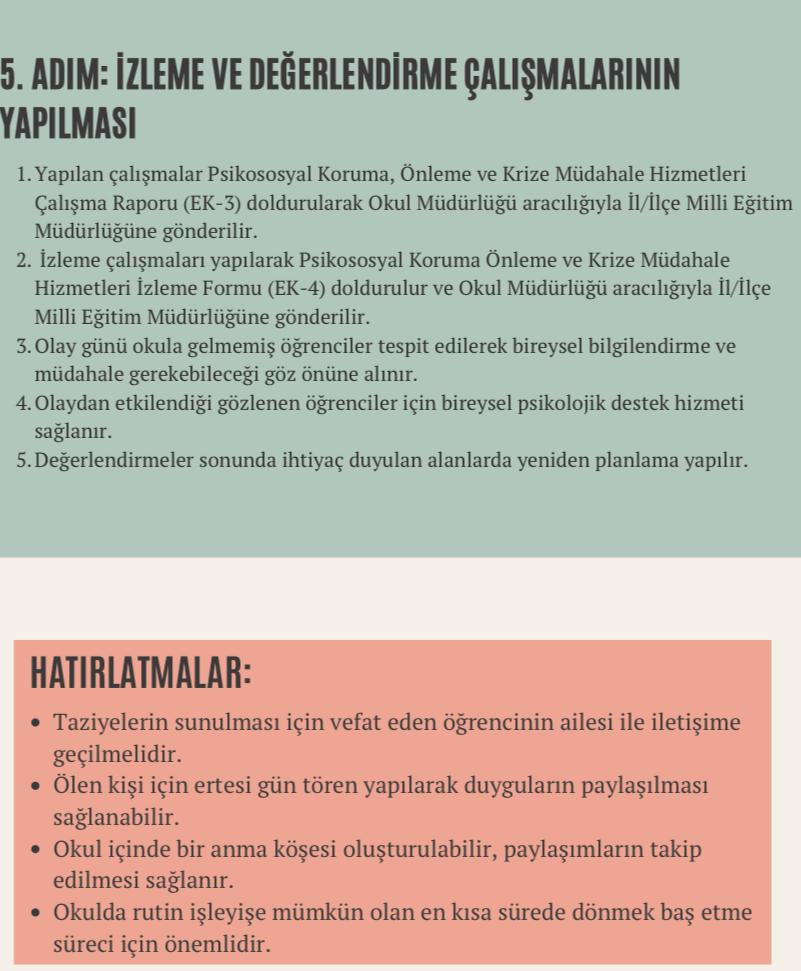 5. ADIM: İZLEME VE DEĞERLENDİRME ÇALIŞMALARININ
YAPILMASI
1. Yapılan çalışmalar Psikososyal Koruma, Önleme ve Krize Müdahale Hizmetleri
Çalışma Raporu (EK-3) doldurularak Okul Müdürlüğü aracılığıyla İl/İlçe Milli Eğitim
Müdürlüğüne gönderilir.
2. İzleme çalışmaları yapılarak Psikososyal Koruma Önleme ve Krize Müdahale
Hizmetleri İzleme Formu (EK-4) doldurulur ve Okul Müdürlüğü aracılığıyla İl/İlçe
Milli Eğitim Müdürlüğüne gönderilir.
3. Olay günü okula gelmemiş öğrenciler tespit edilerek bireysel bilgilendirme ve
müdahale gerekebileceği göz önüne alınır.
4. Olaydan etkilendiği gözlenen öğrenciler için bireysel psikolojik destek hizmeti
sağlanır.
5. Değerlendirmeler sonunda ihtiyaç duyulan alanlarda yeniden planlama yapılır.
HATIRLATMALAR:
• Taziyelerin sunulması için vefat eden öğrencinin ailesi ile iletişime
geçilmelidir.
• Ölen kişi için ertesi gün tören yapılarak duyguların paylaşılması
sağlanabilir.
• Okul içinde bir anma köşesi oluşturulabilir, paylaşımların takip
edilmesi sağlanır.
• Okulda rutin işleyişe mümkün olan en kısa sürede dönmek baş etme
süreci için önemlidir.